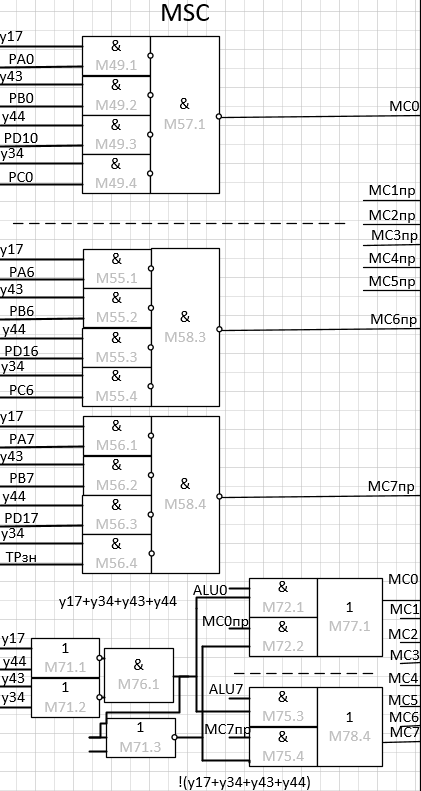 MSC
y17
PA0
y43
PB0
y44
PD10
y34
PC0
&
M49.1
&
M49.2
&
M49.3
&
M49.4
&
M57.1
MC0
MC1пр
MC2пр
MC3пр
MC4пр
MC5пр
y17
PA6
y43
PB6
y44
PD16
y34
PC6
&
M55.1
&
M55.2
&
M55.3
&
M55.4
&
M58.3
MC6пр
y17
PA7
y43
PB7
y44
PD17
y34
TPзн
&
M56.1
&
M56.2
&
M56.3
&
M56.4
&
M58.4
MC7пр
y17+y34+y43+y44
y17
y44
y43
y34
1
M71.1
1
M71.2
&
M76.1
1
M71.3
ALU0
MC0пр
&
M72.1
&
M72.2
1
M77.1
ALU7
MC7пр
&
M75.3
&
M75.4
1
M78.4
MC0
MC1
MC2
MC3
MC4
MC5
MC6
MC7
!(y17+y34+y43+y44)